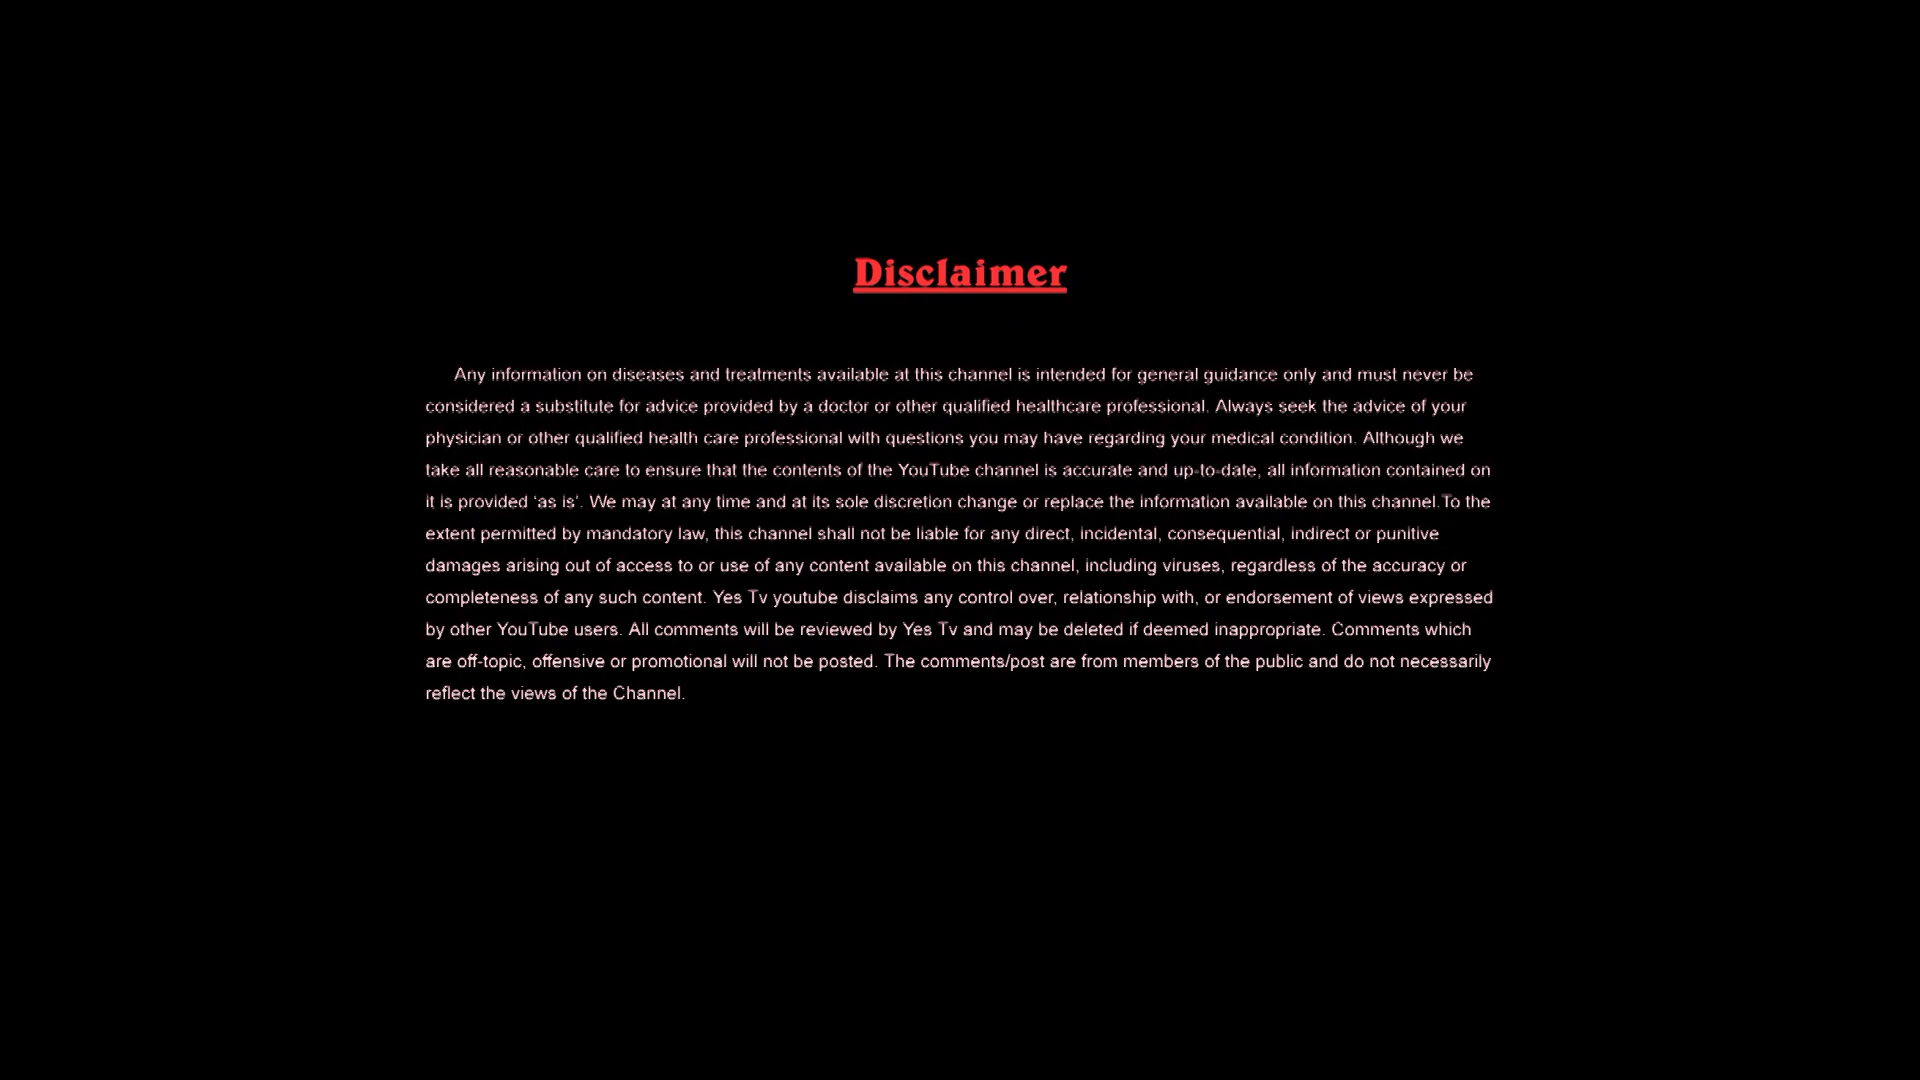 Disclaimer
Any information on diseases and treatments available at this channel is intended for general guidance only and must never be
considered a substitute for advice provided by a doctor or other qualified healthcare professional. Always seek the advice of your
physician or other qualified health care professional with questions you may have regarding your medical condition. Although we
take all reasonable care to ensure that the contents of the YouTube channel is accurate and up-to-date, all information contained on
it is provided ‘as is’. We may at any time and at its sole discretion change or replace the information available on this channel.To the
extent permitted by mandatory law, this channel shall not be liable for any direct, incidental, consequential, indirect or punitive
damages arising out of access to or use of any content available on this channel, including viruses, regardless of the accuracy or
completeness of any such content. Yes Tv youtube disclaims any control over, relationship with, or endorsement of views expressed
by other YouTube users. All comments will be reviewed by Yes Tv and may be deleted if deemed inappropriate. Comments which
are off-topic, offensive or promotional will not be posted. The comments/post are from members of the public and do not necessarily
reflect the views of the Channel.